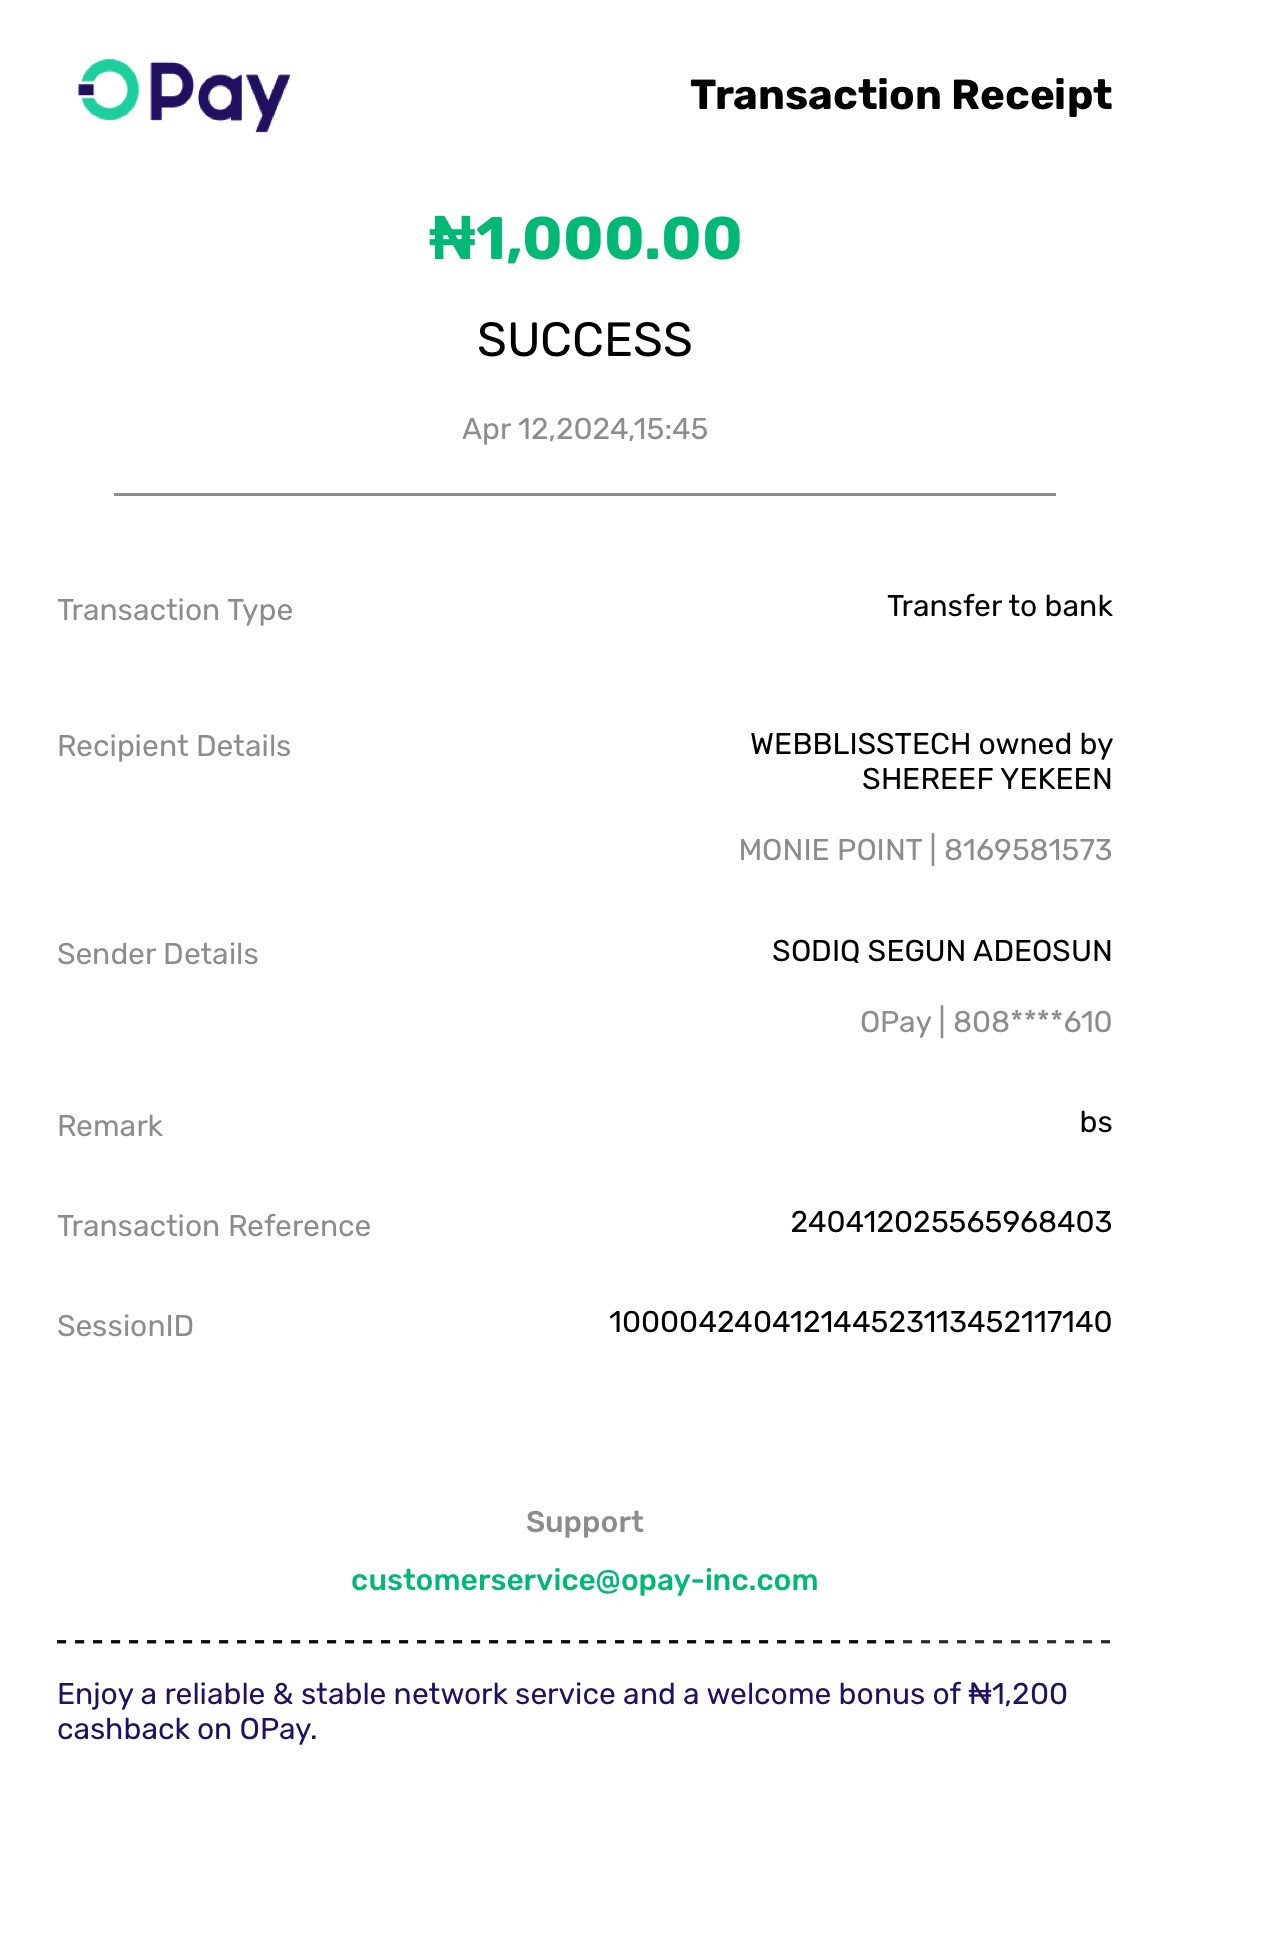 OPay
Transaction Receipt
₦1,000.00
SUCCESS
Apr 12,2024,15:45
Transaction Type
Transfer to bank
Recipient Details
WEBBLISSTECH owned by
SHEREEF YEKEEN
MONIE POINT | 8169581573
Sender Details
SODIQ SEGUN ADEOSUN
OPay | 808****610
Remark
bs
Transaction Reference
240412025565968403
SessionID
100004240412144523113452117140
Support
customerservice@opay-inc.com
Enjoy a reliable & stable network service and a welcome bonus of ₦1,200
cashback on OPay.